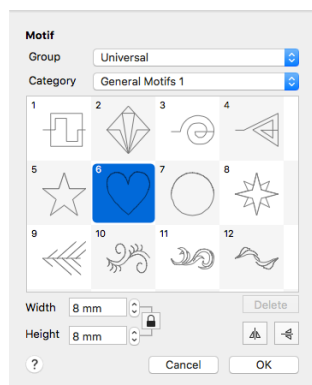 Motif
Group Universal
Category General Motifs 1
1 2 3 4
5 6 7 8
9 10 11 12
Width 8 mm Delete
Height 8 mm
? Cancel OK